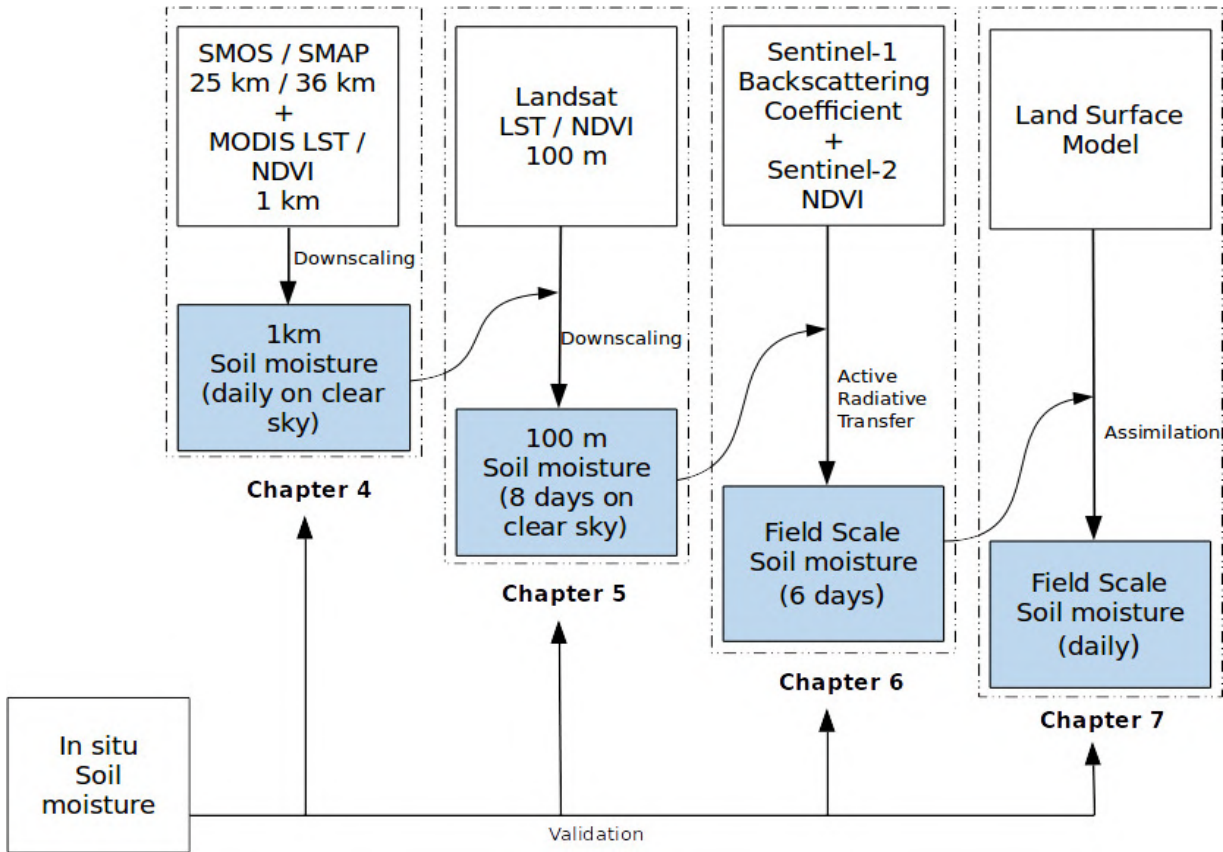 SMOS / SMAP
25 km / 36 km
+
MODIS LST /
NDVI
1 km
Downscaling
1km
Soil moisture
(daily on clear
sky)
Chapter 4
Landsat
LST / NDVI
100 m
Downscaling
100 m
Soil moisture
(8 days on
clear sky)
Chapter 5
Sentinel-1
Backscattering
Coefficient
+
Sentinel-2
NDVI
Active
Radiative
Transfer
Field Scale
Soil moisture
(6 days)
Chapter 6
Land Surface
Model
Assimilation
Field Scale
Soil moisture
(daily)
Chapter 7
In situ
Soil
moisture
Validation